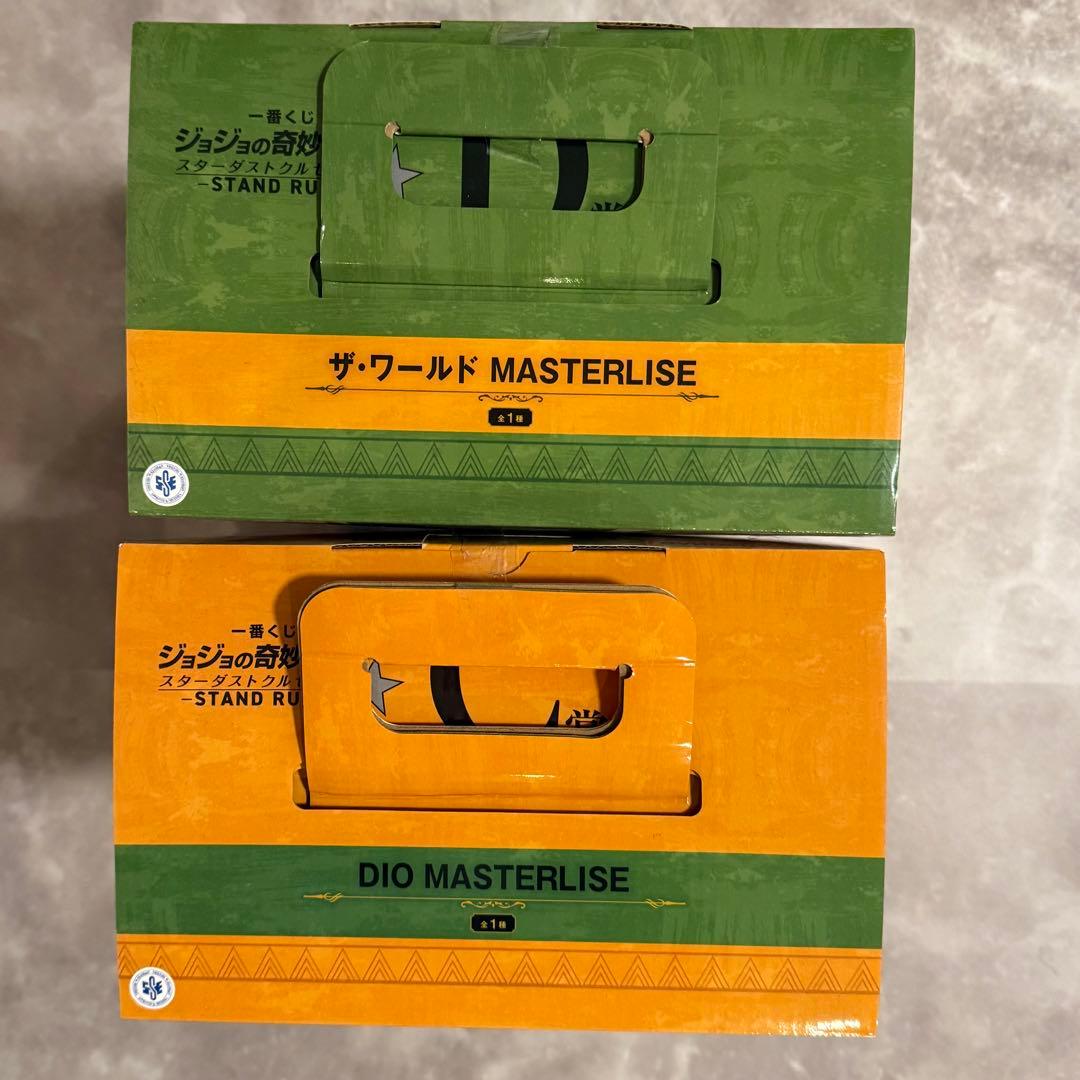 一番くじ
ジョジョの奇妙
スターダストクル
-STAND RU
D
賞
ザ・ワールド MASTERLISE
全1種
一番くじ
ジョジョの奇妙
スターダストクル
-STAND RU
賞
DIO MASTERLISE
全1種